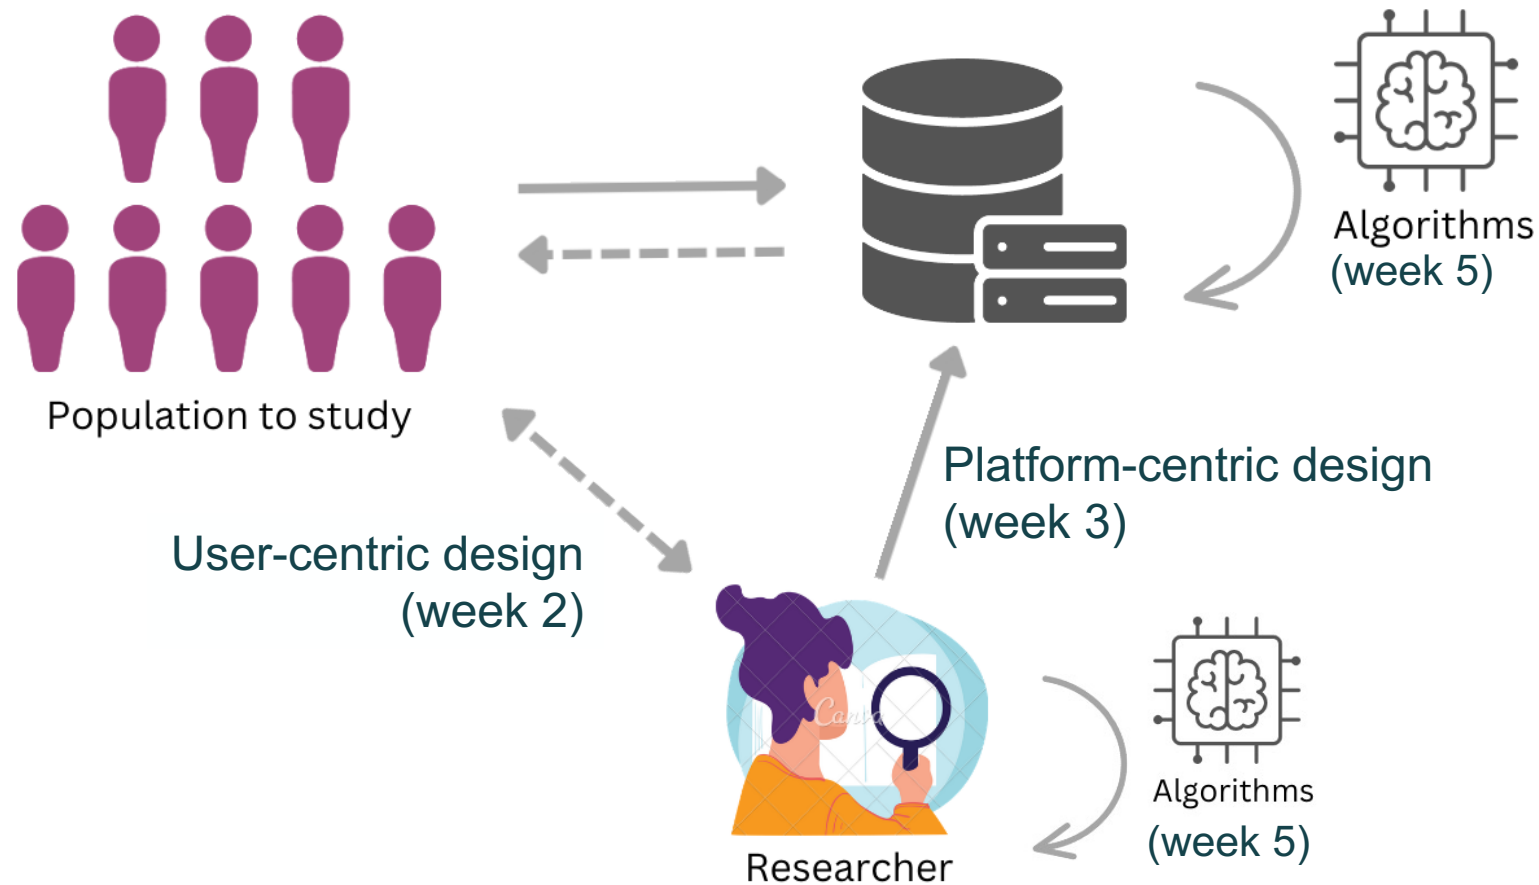 Algorithms
(week 5)
Population to study
Platform-centric design
(week 3)
User-centric design
(week 2)
Canva
Algorithms
(week 5)
Researcher